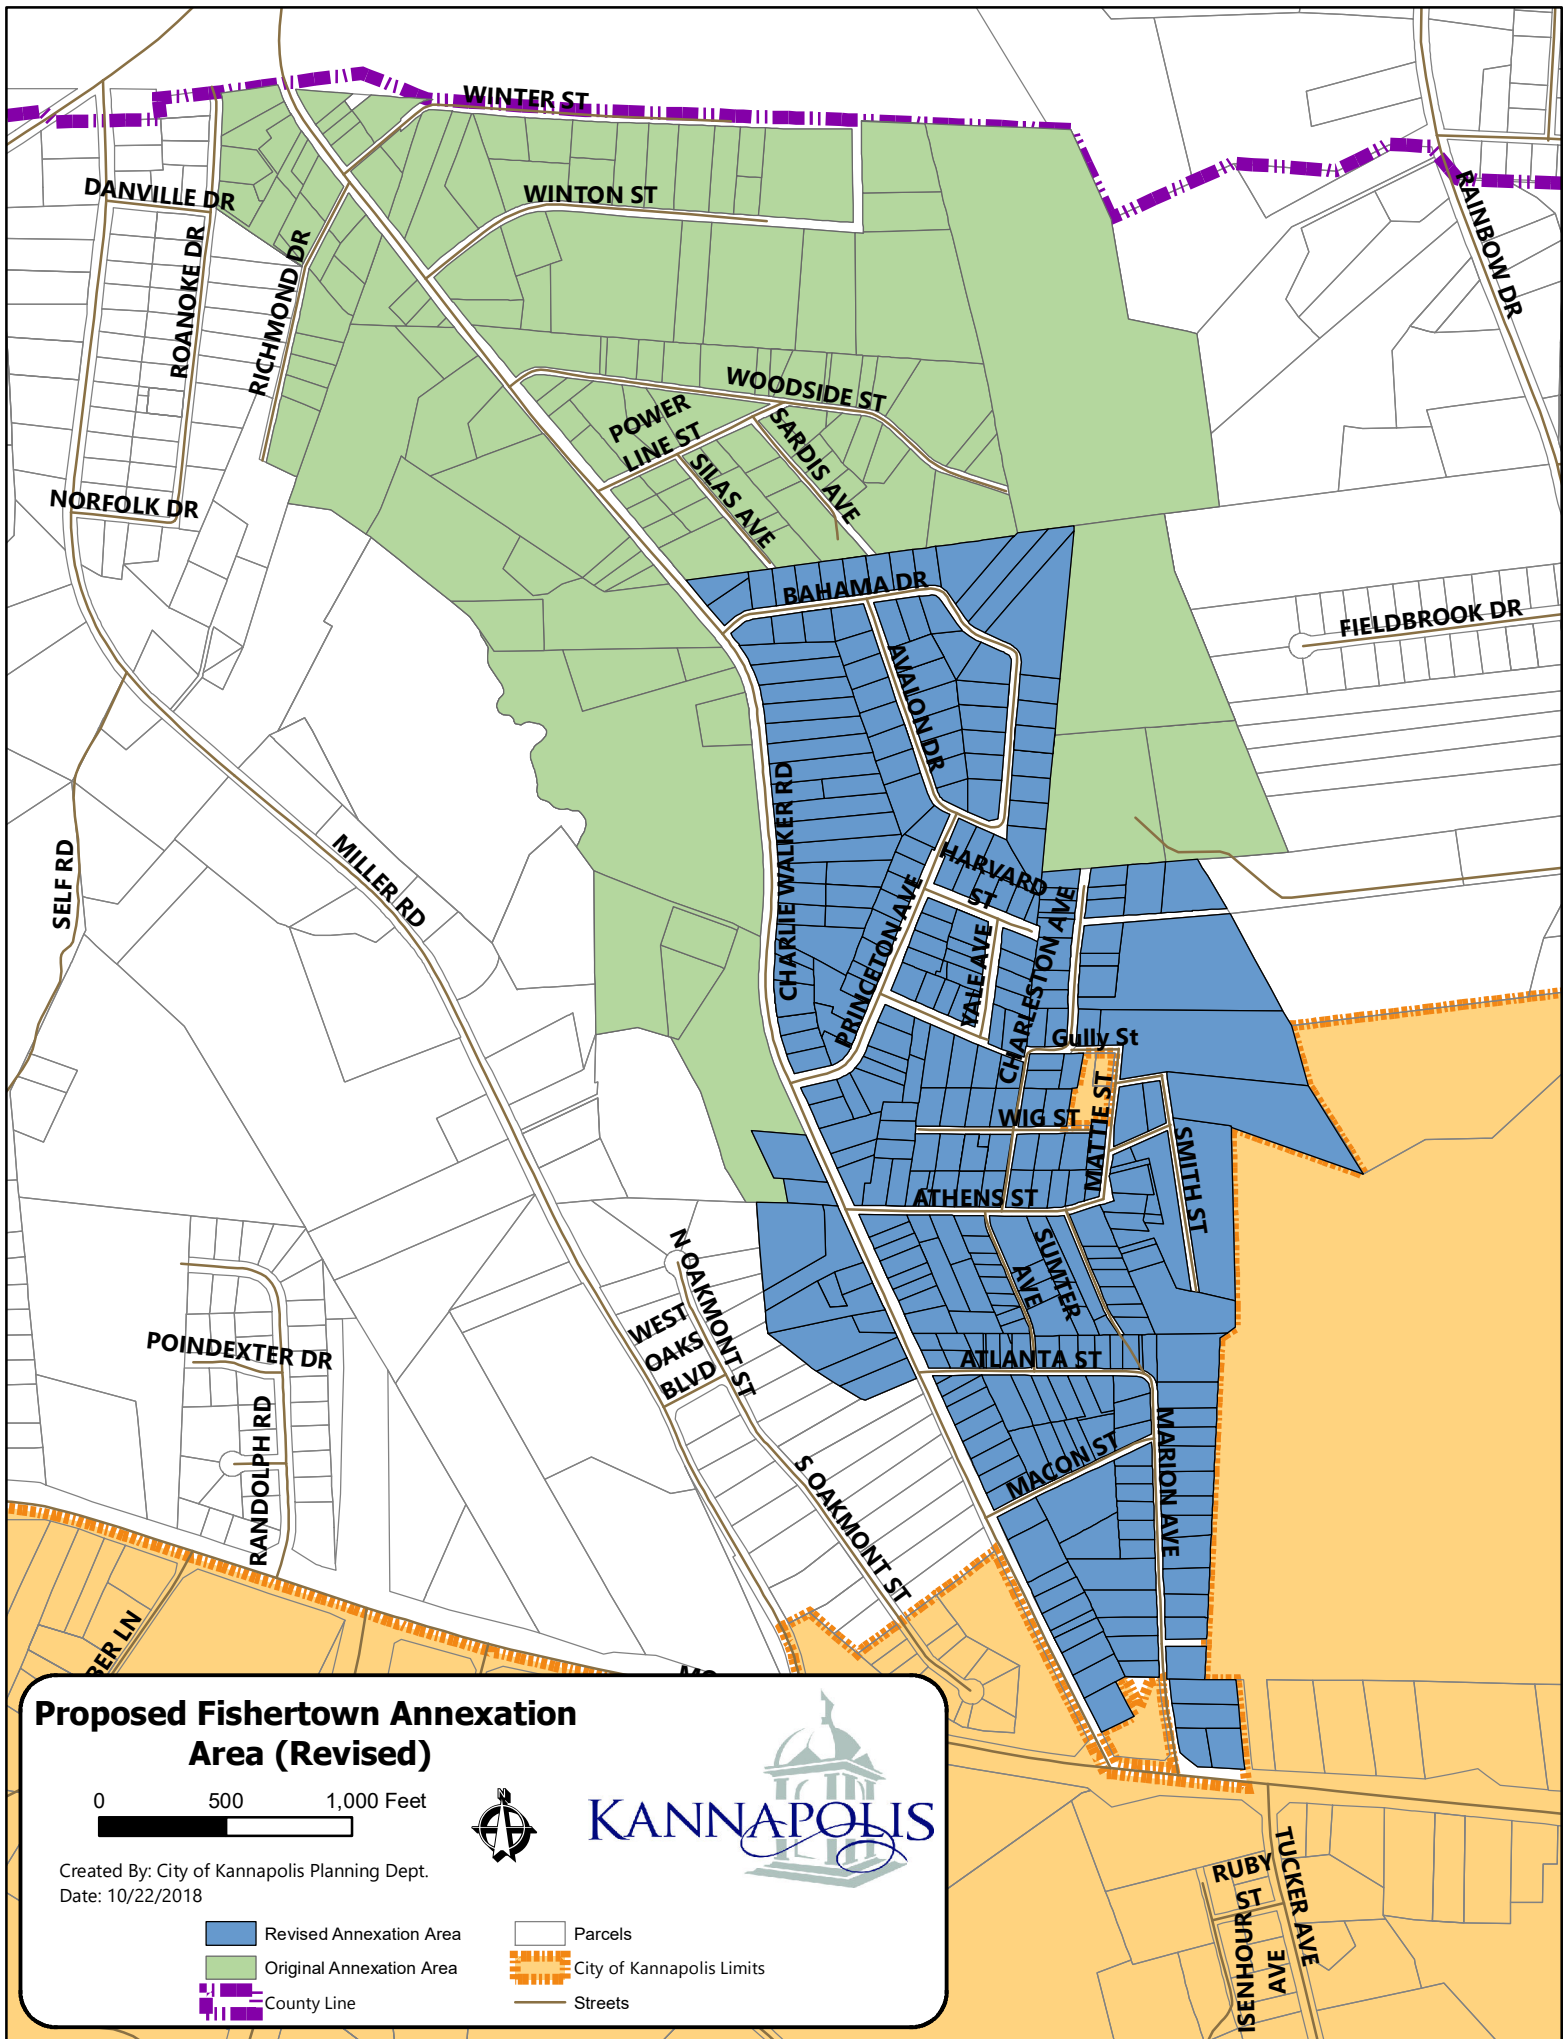 WINTER ST
DANVILLE DR
WINTON ST
RAINBOW DR
ROANOKE DR
RICHMOND DR
WOODSIDE ST
POWER
LINE ST
SARDIS AVE
SILAS AVE
NORFOLK DR
BAHAMA DR
FIELDBROOK DR
AVALON DR
CHARLIE WALKER RD
SELF RD
MILLER RD
HARVARD
ST
PRINCETON AVE
YALE AVE
CHARLESTON AVE
Gully St
WIG ST
MATTIE ST
SMITH ST
ATHENS ST
SUMTER
AVE
N OAKMONT ST
WEST
OAKS
BLVD
POINDEXTER DR
ATLANTA ST
RANDOLPH RD
MACON ST
MARION AVE
S OAKMONT ST
BER LN
MO
Proposed Fishertown Annexation
Area (Revised)
0 500 1,000 Feet
N
KANNAPOLIS
Created By: City of Kannapolis Planning Dept.
Date: 10/22/2018
Revised Annexation Area
Parcels
Original Annexation Area
City of Kannapolis Limits
County Line
Streets
RUBY
ST
TUCKER AVE
ISENHOUR
AVE